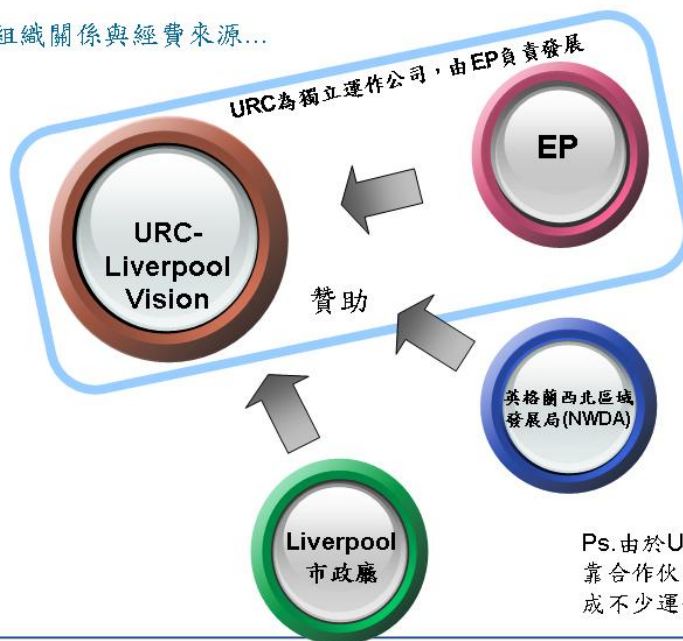 組織關係與經費來源...
URC為獨立運作公司，由EP負責發展
EP
URC-
Liverpool
Vision
贊助
英格蘭西北區域
發展局(NWDA)
Liverpool
市政廳
Ps.由於U
靠合作伙
成不少運